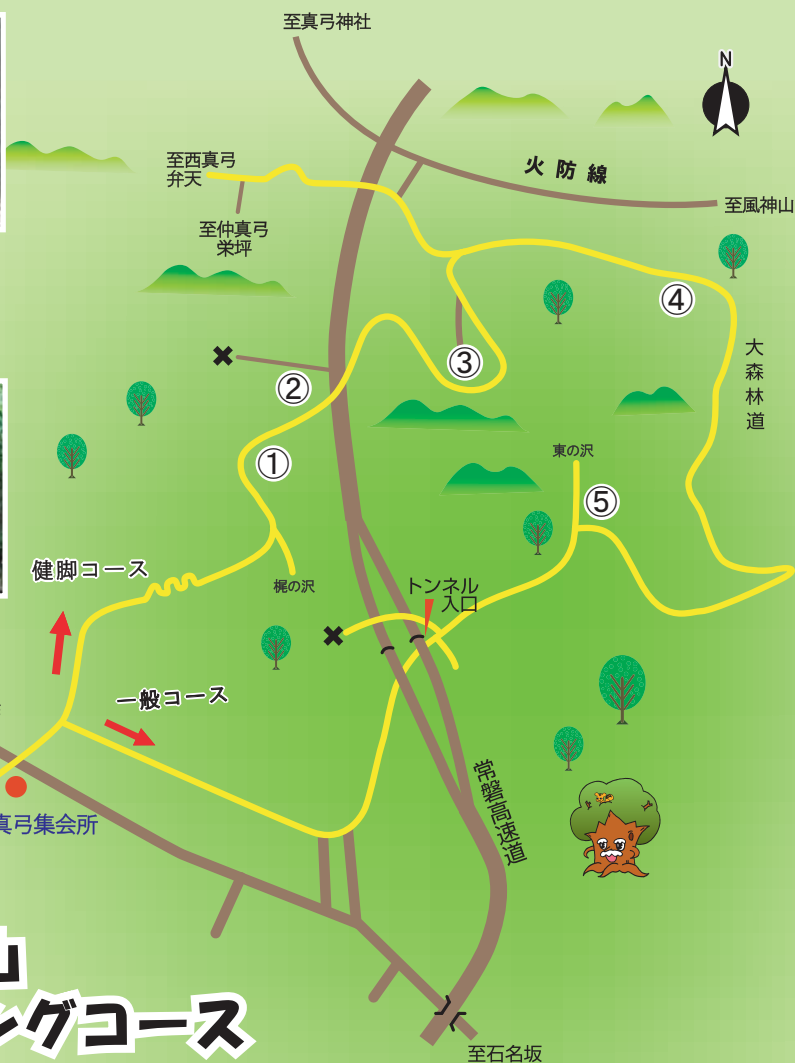 至真弓神社
N
至西真弓
弁天
火防線
至風神山
至仲真弓
栄坪
④
大森林道
③
②
①
東の沢
⑤
健脚コース
梶の沢
トンネル
入口
一般コース
常磐高速道
真弓集会所
ングコース
至石名坂